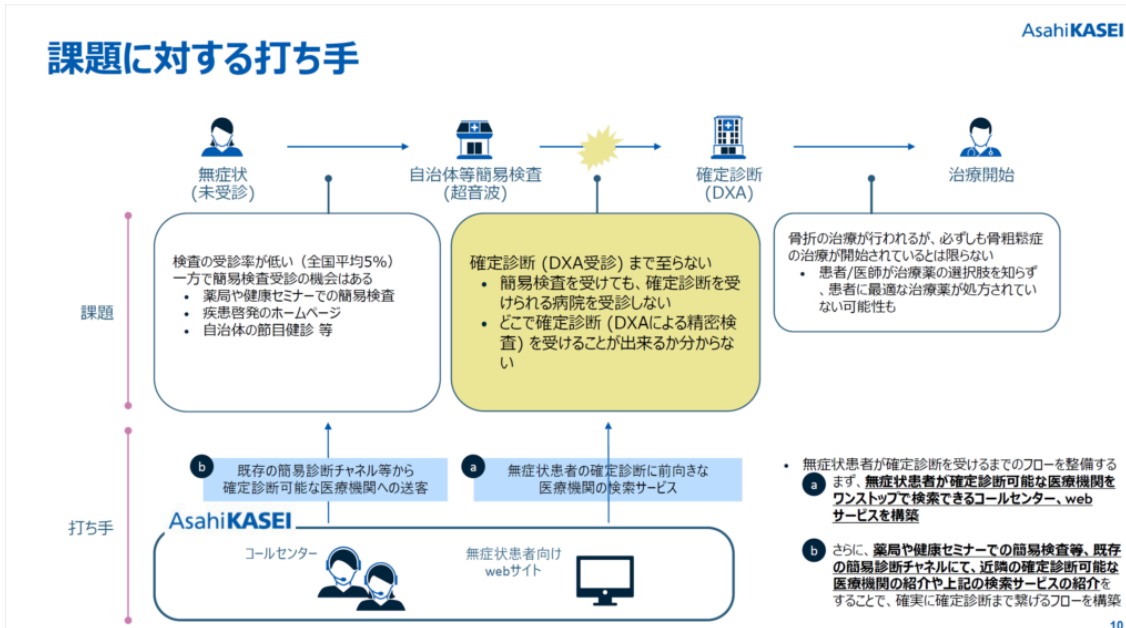 AsahiKASEI
課題に対する打ち手
無症状
(未受診)
自治体等簡易検査
(超音波)
確定診断
(DXA)
治療開始
課題
検査の受診率が低い（全国平均5%）
一方で簡易検査受診の機会はある
• 薬局や健康セミナーでの簡易検査
• 疾患啓発のホームページ
• 自治体の節目健診 等
確定診断 (DXA受診) まで至らない
• 簡易検査を受けても、確定診断を受
けられる病院を受診しない
• どこで確定診断 (DXAによる精密検
査) を受けることが出来るか分からな
い
骨折の治療が行われるが、必ずしも骨粗鬆症
の治療が開始されているとは限らない
• 患者/医師が治療薬の選択肢を知らず
、患者に最適な治療薬が処方されてい
ない可能性も
打ち手
b
既存の簡易診断チャネル等から
確定診断可能な医療機関への送客
a
無症状患者の確定診断に前向きな
医療機関の検索サービス
AsahiKASEI
コールセンター
無症状患者向け
webサイト
• 無症状患者が確定診断を受けるまでのフローを整備する
a
まず、無症状患者が確定診断可能な医療機関を
ワンストップで検索できるコールセンター、web
サービスを構築
b
さらに、薬局や健康セミナーでの簡易検査等、既存
の簡易診断チャネルにて、近隣の確定診断可能な
医療機関の紹介や上記の検索サービスの紹介を
することで、確実に確定診断まで繋げるフローを構築
10